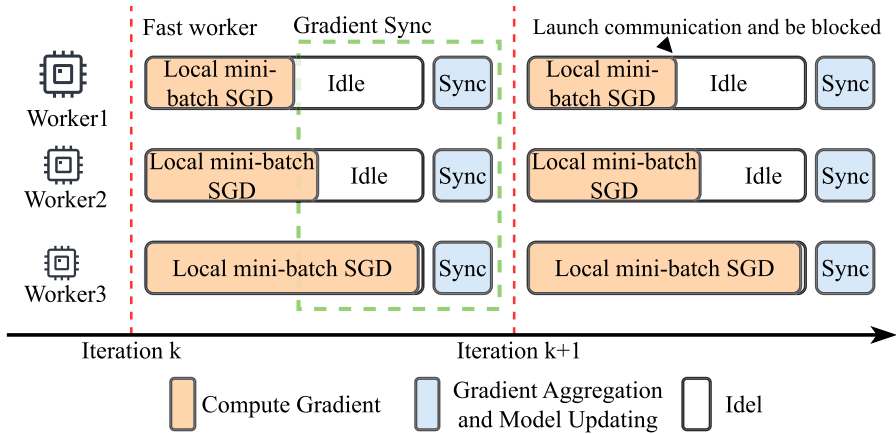 Fast worker
Gradient Sync
Launch communication and be blocked
Worker1
Local mini-
batch SGD
Idle
Sync
Local mini-
batch SGD
Idle
Sync
Worker2
Local mini-batch
SGD
Idle
Sync
Local mini-batch
SGD
Idle
Sync
Worker3
Local mini-batch SGD
Sync
Local mini-batch SGD
Sync
Iteration k
Iteration k+1
Compute Gradient
Gradient Aggregation
and Model Updating
Idel